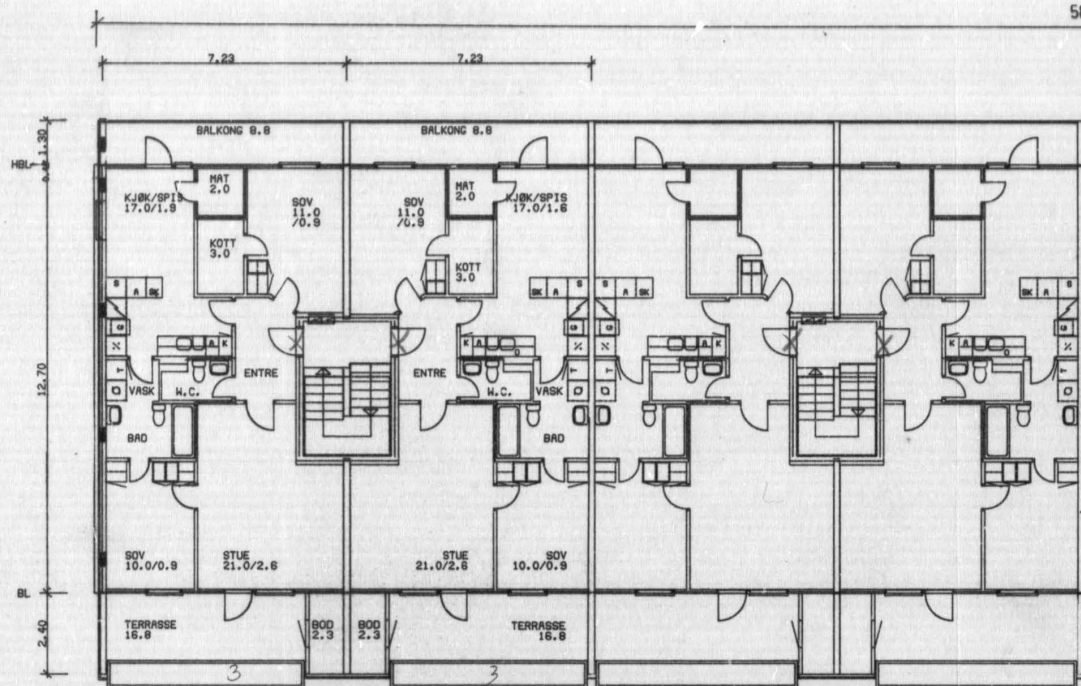 7.23 7.23
1.30
BALKONG 8.8 BALKONG 8.8
HBL
MAT
2.0
MAT
2.0
KJØK/SPIS
17.0/1.9
SOV
11.0
/0.9
SOV
11.0
/0.9
KJØK/SPIS
17.0/1.6
KOTT
3.0
KOTT
3.0
S S S S
A SK SK A A SK SK A
K A A K K A A K
12.70
T T T T
ENTRE ENTRE
VASK W.C. W.C. VASK
BAD BAD
SOV
10.0/0.9
STUE
21.0/2.6
STUE
21.0/2.6
SOV
10.0/0.9
BL
2.40
TERRASSE
16.8
BOD
2.3
BOD
2.3
TERRASSE
16.8
3 3